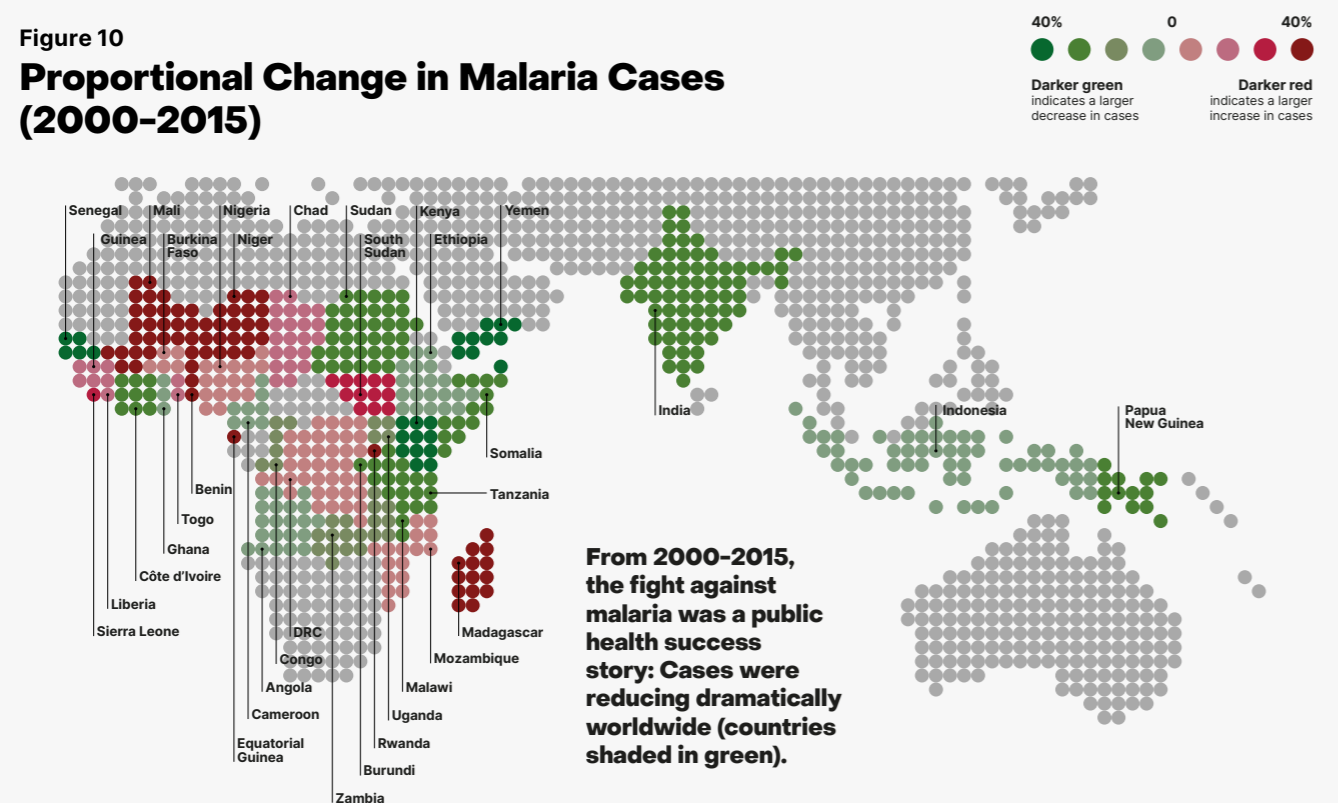 Figure 10
Proportional Change in Malaria Cases
(2000-2015)
40% 0 40%
Darker green
indicates a larger
decrease in cases
Darker red
indicates a larger
increase in cases
Senegal
Mali
Nigeria
Chad
Sudan
Kenya
Yemen
Guinea
Burkina
Faso
Niger
South
Sudan
Ethiopia
India
Indonesia
Papua
New Guinea
Somalia
Tanzania
Benin
Togo
Ghana
Côte d'Ivoire
Liberia
Sierra Leone
DRC
Madagascar
Congo
Mozambique
Angola
Malawi
Cameroon
Uganda
Equatorial
Guinea
Rwanda
Burundi
Zambia
From 2000-2015,
the fight against
malaria was a public
health success
story: Cases were
reducing dramatically
worldwide (countries
shaded in green).